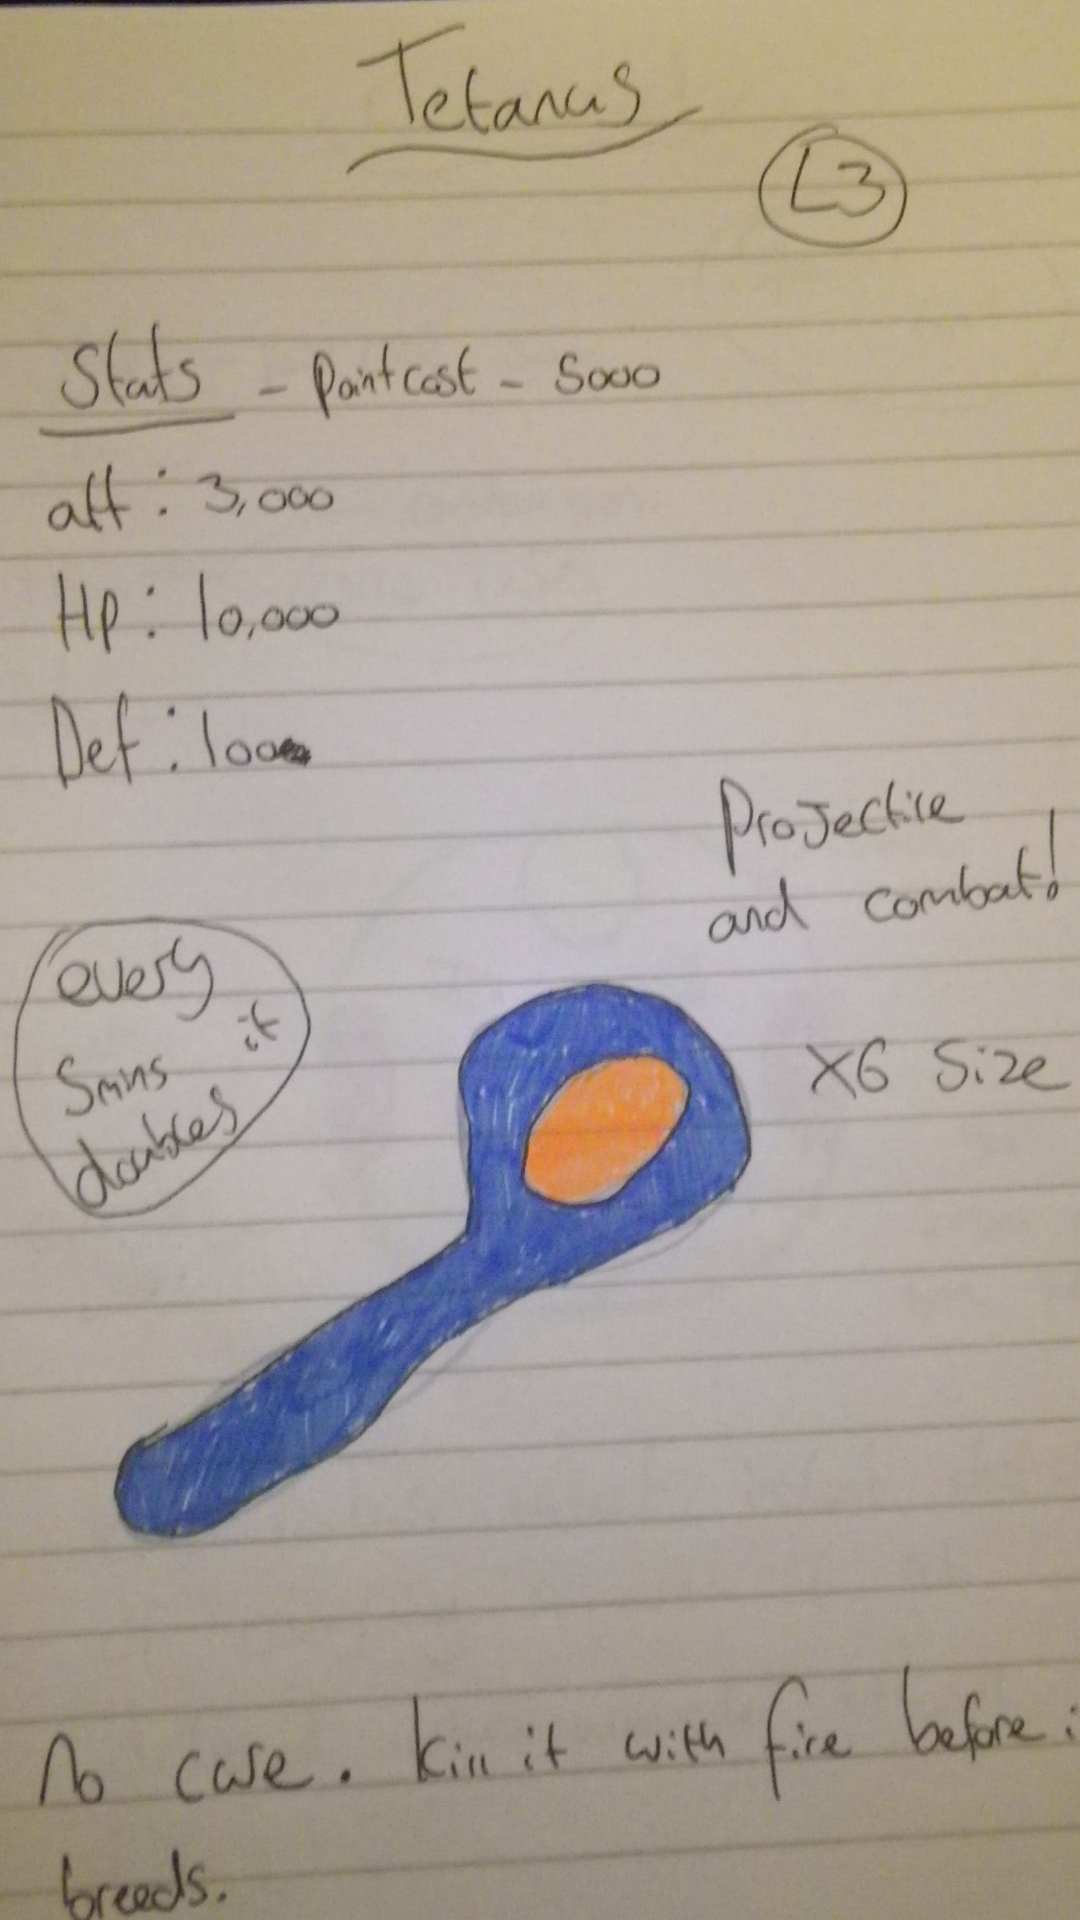 Tetanus
L3
Stats - Point cost - 5000
att : 3,000
Hp : 10,000
Def : 100
Projectile
and combat!
every
5mins it
doubles
X6 Size
No cure. Kill it with fire before i
breeds.